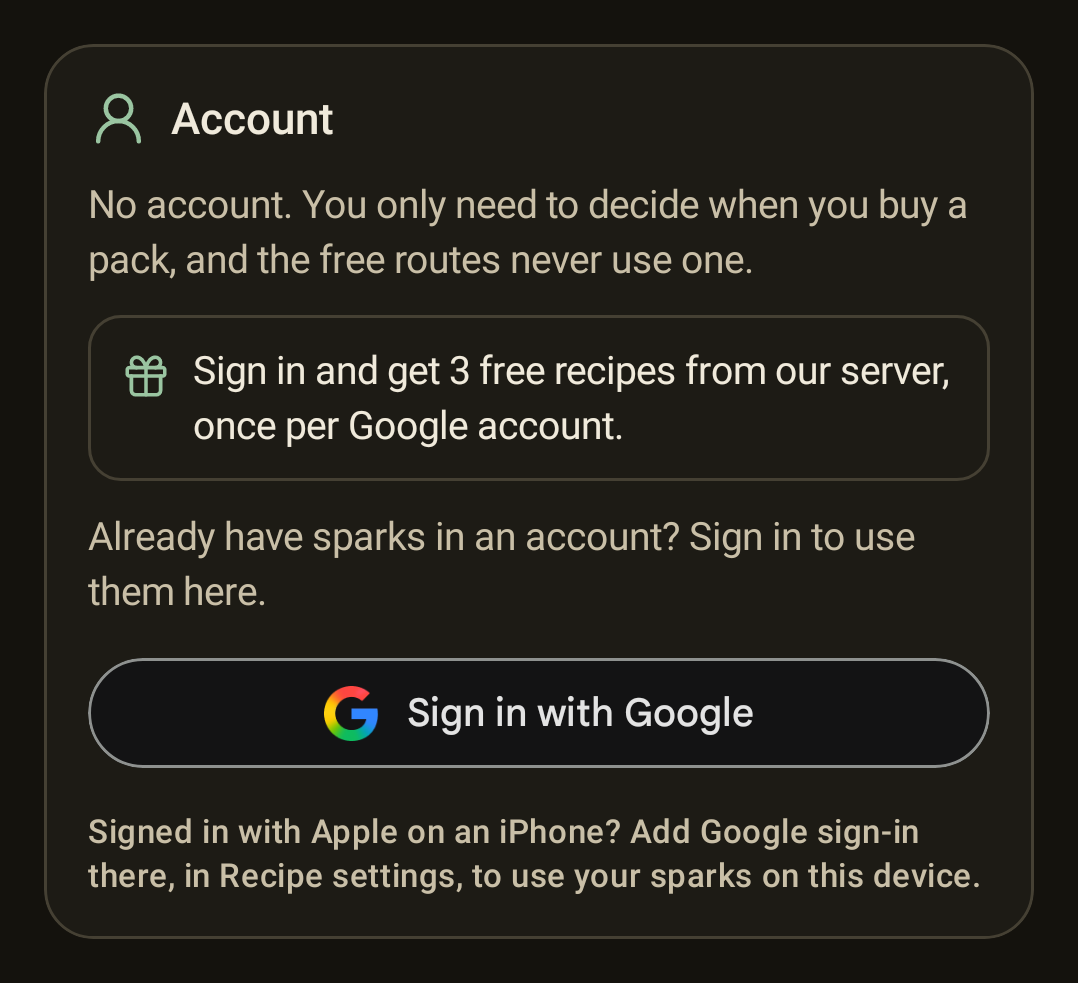 Account
No account. You only need to decide when you buy a
pack, and the free routes never use one.
Sign in and get 3 free recipes from our server,
once per Google account.
Already have sparks in an account? Sign in to use
them here.
Sign in with Google
Signed in with Apple on an iPhone? Add Google sign-in
there, in Recipe settings, to use your sparks on this device.